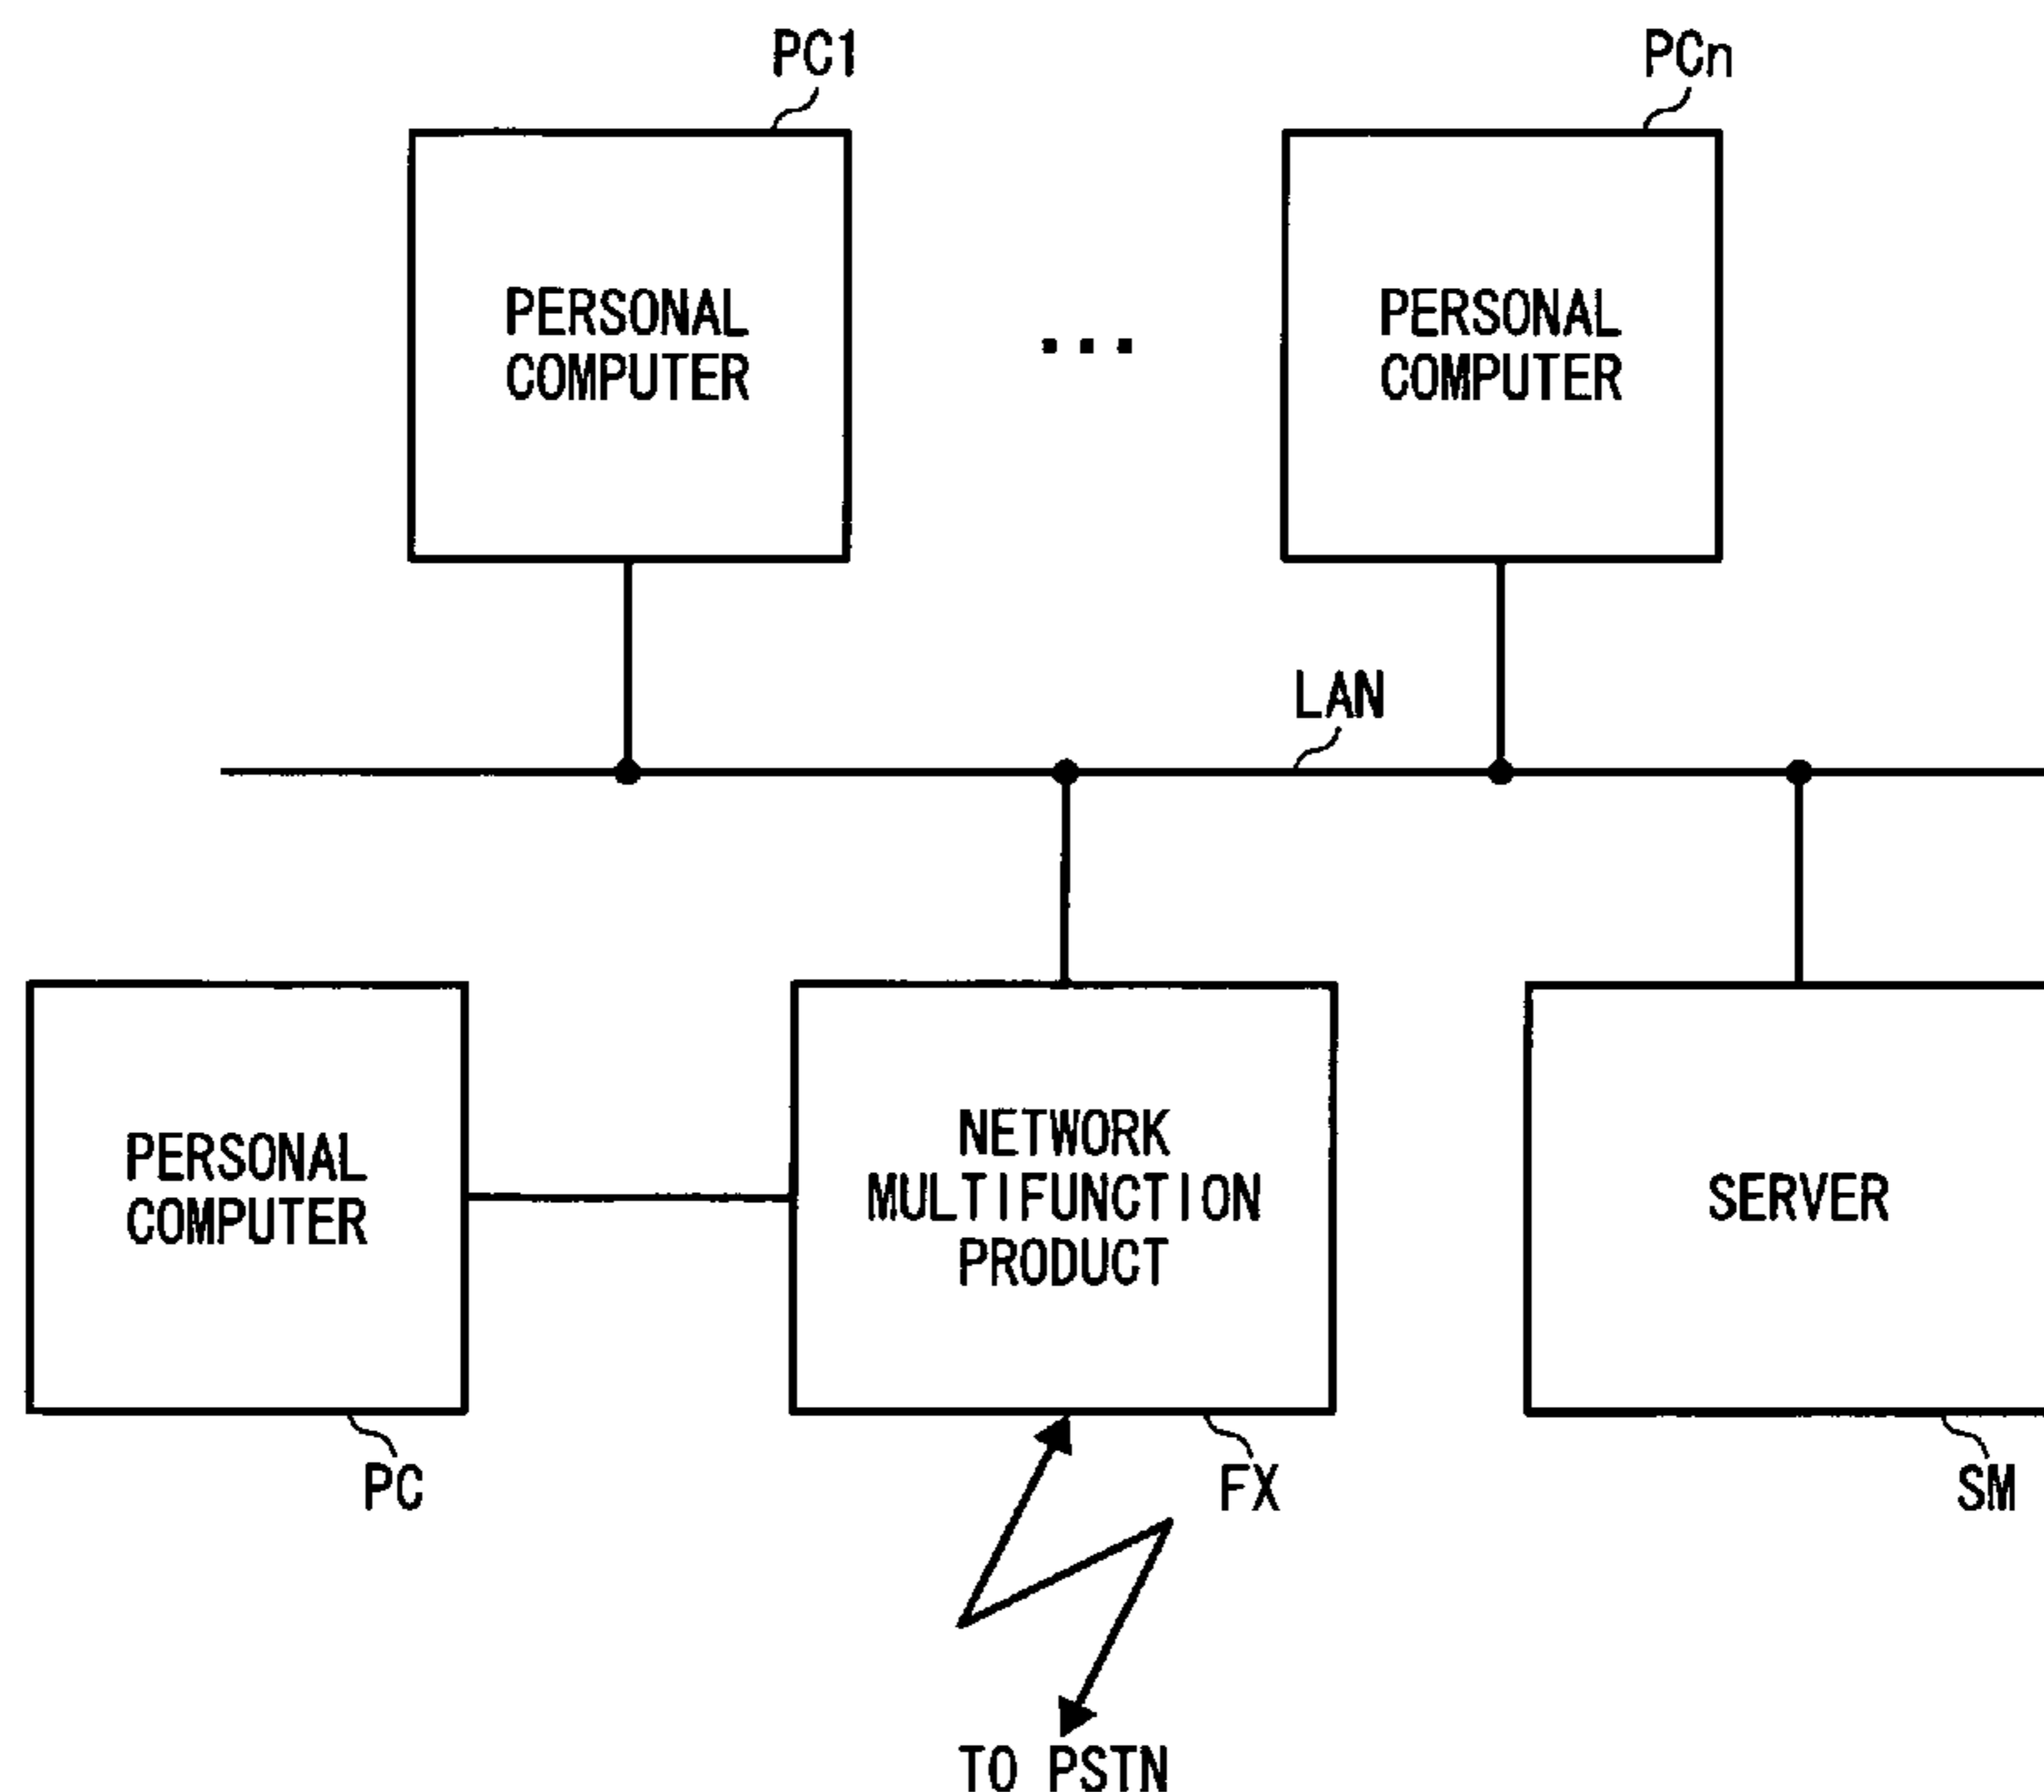 PC1
PCn
PERSONAL
COMPUTER
...
PERSONAL
COMPUTER
LAN
PERSONAL
COMPUTER
NETWORK
MULTIFUNCTION
PRODUCT
SERVER
PC
FX
SM
TO PSTN